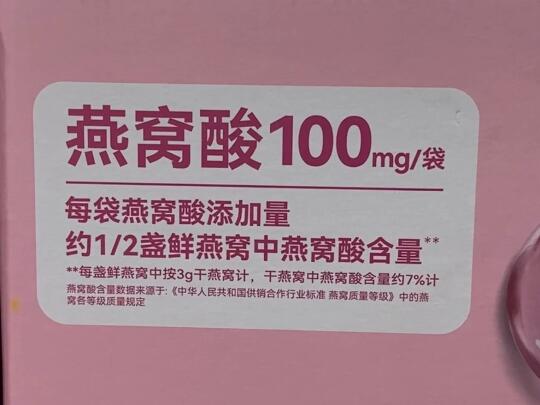 燕窝酸100mg/袋
每袋燕窝酸添加量
约1/2盏鲜燕窝中燕窝酸含量**
**每盏鲜燕窝中按3g干燕窝计，干燕窝中燕窝酸含量约7%计
燕窝酸含量数据来源于:《中华人民共和国供销合作行业标准 燕窝质量等级》中的燕
窝各等级质量规定